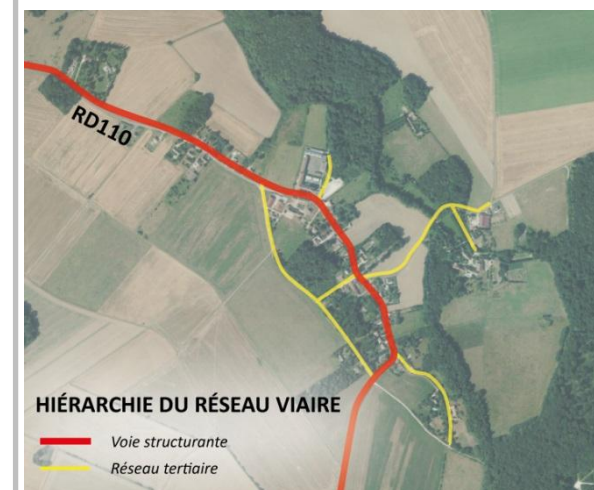 RD110
HIÉRARCHIE DU RÉSEAU VIAIRE
Voie structurante
Réseau tertiaire